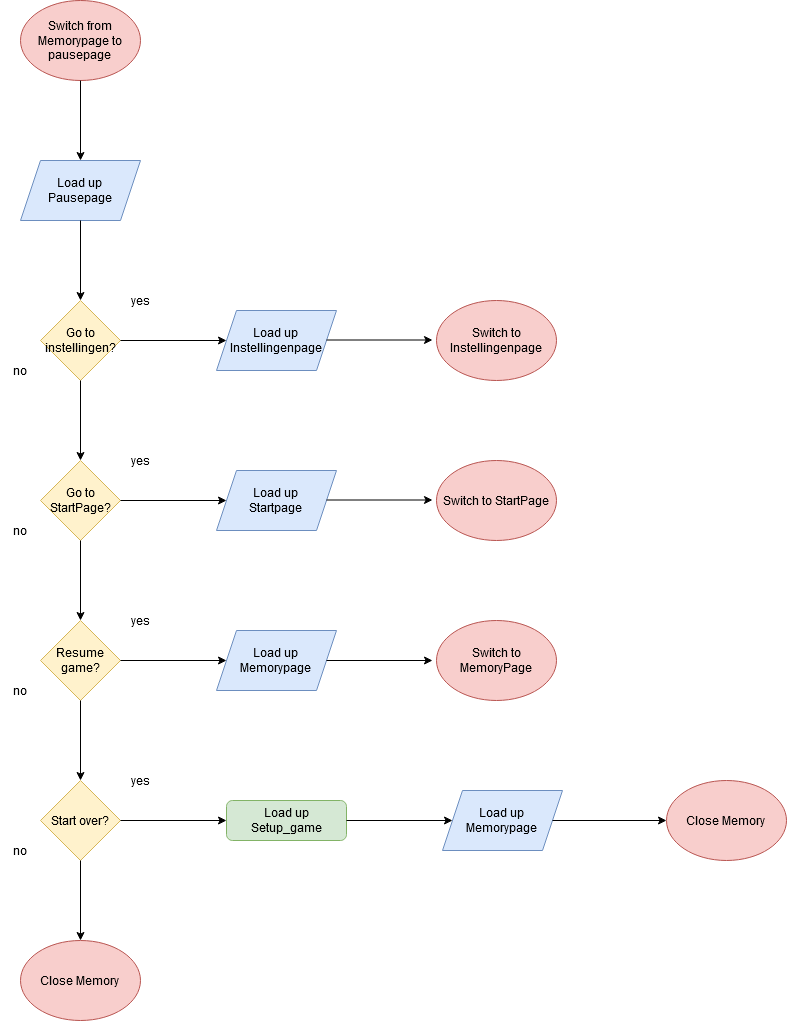 Switch from
Memorypage to
pausepage
Load up
Pausepage
yes
Go to
instellingen?
Load up
Instellingenpage
Switch to
Instellingenpage
no
yes
Go to
StartPage?
Load up
Startpage
Switch to StartPage
no
yes
Resume
game?
Load up
Memorypage
Switch to
MemoryPage
no
yes
Start over?
Load up
Setup_game
Load up
Memorypage
Close Memory
no
Close Memory